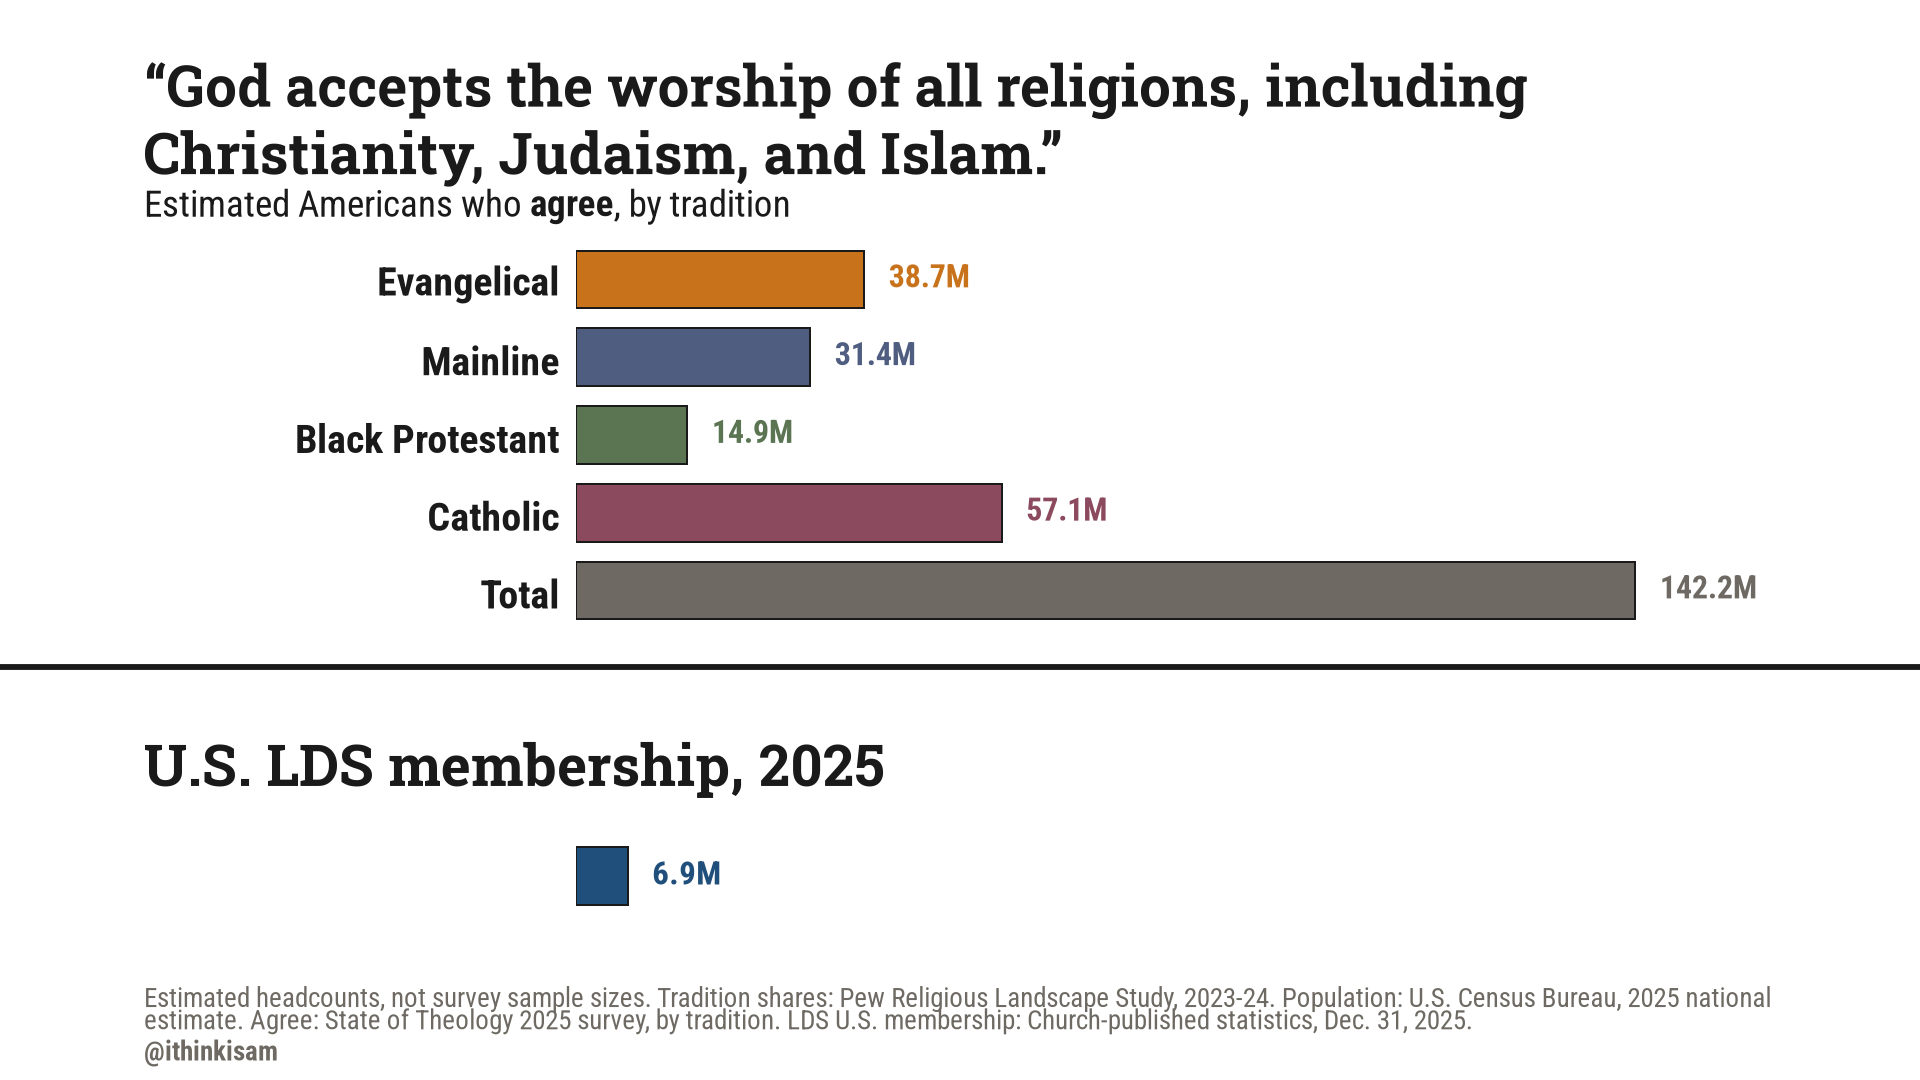 “God accepts the worship of all religions, including
Christianity, Judaism, and Islam.”
Estimated Americans who agree, by tradition
Evangelical 38.7M
Mainline 31.4M
Black Protestant 14.9M
Catholic 57.1M
Total 142.2M
U.S. LDS membership, 2025
6.9M
Estimated headcounts, not survey sample sizes. Tradition shares: Pew Religious Landscape Study, 2023-24. Population: U.S. Census Bureau, 2025 national
estimate. Agree: State of Theology 2025 survey, by tradition. LDS U.S. membership: Church-published statistics, Dec. 31, 2025.
@ithinkisam